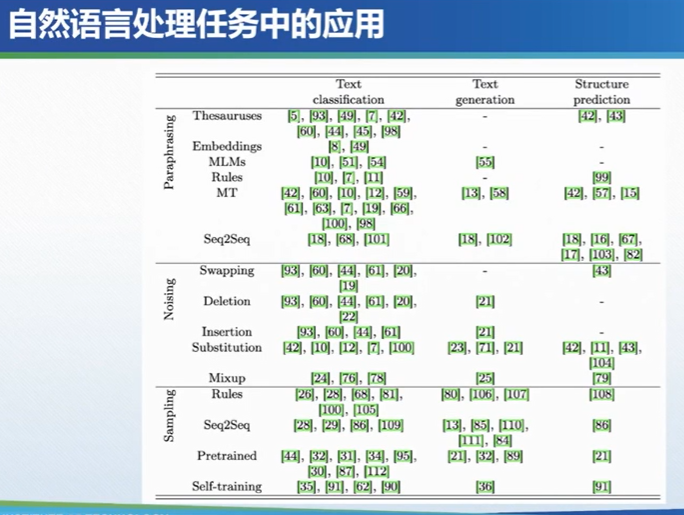 自然语言处理任务中的应用
Text Text Structure
classification generation prediction
Paraphrasing
Thesauruses [5], [93], [49], [7], [42], - [42], [43]
[60], [44], [45], [98]
Embeddings [8], [49] - -
MLMs [10], [51], [54] [55] -
Rules [10], [7], [11] - [99]
MT [42], [60], [10], [12], [59], [13], [58] [42], [57], [15]
[61], [63], [7], [19], [66],
[100], [98]
Seq2Seq [18], [68], [101] [18], [102] [18], [16], [67],
[17], [103], [82]
Noising
Swapping [93], [60], [44], [61], [20], - [43]
[19]
Deletion [93], [60], [44], [61], [20], [21] -
[22]
Insertion [93], [60], [44], [61] [21] -
Substitution [42], [10], [12], [7], [100] [23], [71], [21] [42], [11], [43],
[104]
Mixup [24], [76], [78] [25] [79]
Sampling
Rules [26], [28], [68], [81], [80], [106], [107] [108]
[100], [105]
Seq2Seq [28], [29], [86], [109] [13], [85], [110], [86]
[111], [84]
Pretrained [44], [32], [31], [34], [95], [21], [32], [89] [21]
[30], [87], [112]
Self-training [35], [91], [62], [90] [36] [91]